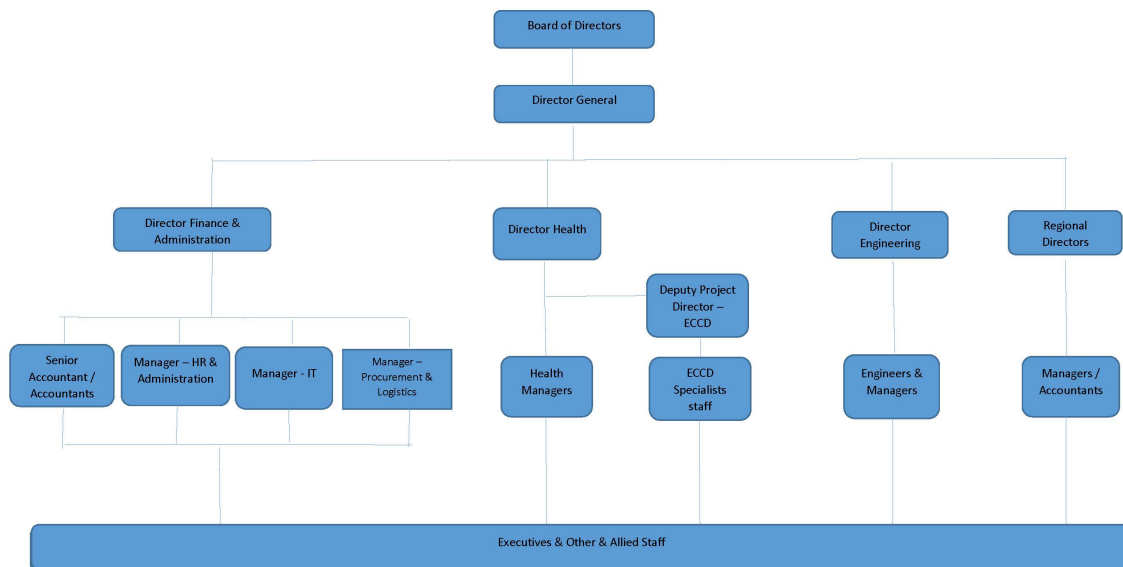 Board of Directors
Director General
Director Finance &
Administration
Director Health
Director
Engineering
Regional
Directors
Deputy Project
Director –
ECCD
Senior
Accountant /
Accountants
Manager – HR &
Administration
Manager - IT
Manager –
Procurement &
Logistics
Health
Managers
ECCD
Specialists
staff
Engineers &
Managers
Managers /
Accountants
Executives & Other & Allied Staff